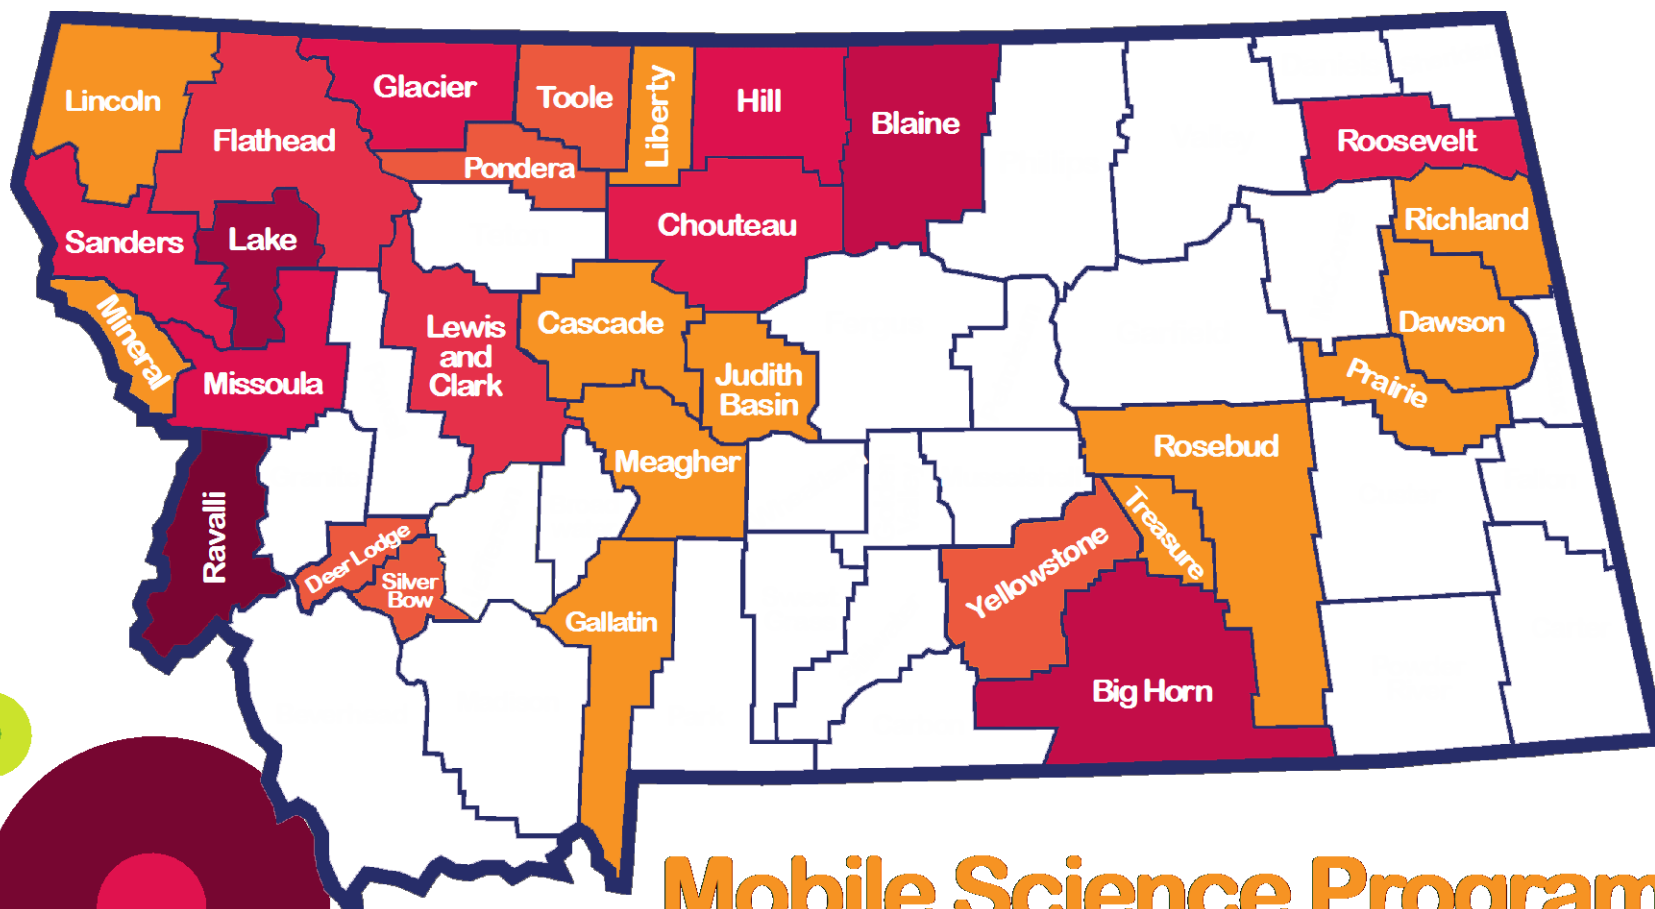 Lincoln
Flathead
Glacier
Toole
Liberty
Hill
Blaine
Roosevelt
Pondera
Richland
Sanders
Lake
Chouteau
Mineral
Lewis
and
Clark
Cascade
Dawson
Missoula
Judith
Basin
Prairie
Meagher
Rosebud
Ravalli
Deer Lodge
Silver
Bow
Treasure
Yellowstone
Gallatin
Big Horn
Mobile Science Program